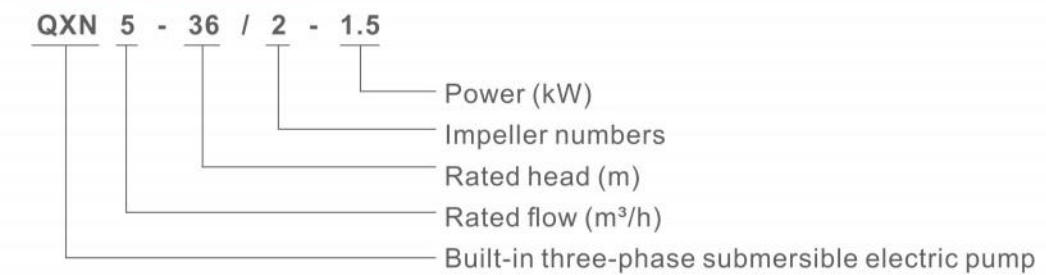 QXN 5 - 36 / 2 - 1.5
Power (kW)
Impeller numbers
Rated head (m)
Rated flow (m³/h)
Built-in three-phase submersible electric pump